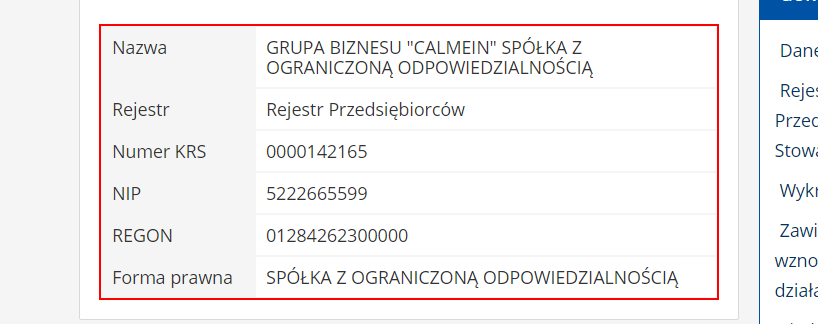 Nazwa GRUPA BIZNESU "CALMEIN" SPÓŁKA Z
OGRANICZONĄ ODPOWIEDZIALNOŚCIĄ
Rejestr Rejestr Przedsiębiorców
Numer KRS 0000142165
NIP 5222665599
REGON 01284262300000
Forma prawna SPÓŁKA Z OGRANICZONĄ ODPOWIEDZIALNOŚCIĄ
Dane
Rejes
Przed
Stowa
Wykr
Zawi
wzno
dział